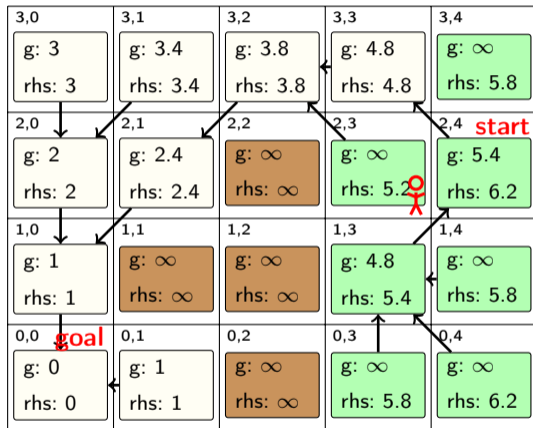 3,0 3,1 3,2 3,3 3,4
g: 3 g: 3.4 g: 3.8 g: 4.8 g: ∞
rhs: 3 rhs: 3.4 rhs: 3.8 rhs: 4.8 rhs: 5.8
2,0 2,1 2,2 2,3 2,4 start
g: 2 g: 2.4 g: ∞ g: ∞ g: 5.4
rhs: 2 rhs: 2.4 rhs: ∞ rhs: 5.2 rhs: 6.2
1,0 1,1 1,2 1,3 1,4
g: 1 g: ∞ g: ∞ g: 4.8 g: ∞
rhs: 1 rhs: ∞ rhs: ∞ rhs: 5.4 rhs: 5.8
0,0 goal 0,1 0,2 0,3 0,4
g: 0 g: 1 g: ∞ g: ∞ g: ∞
rhs: 0 rhs: 1 rhs: ∞ rhs: 5.8 rhs: 6.2